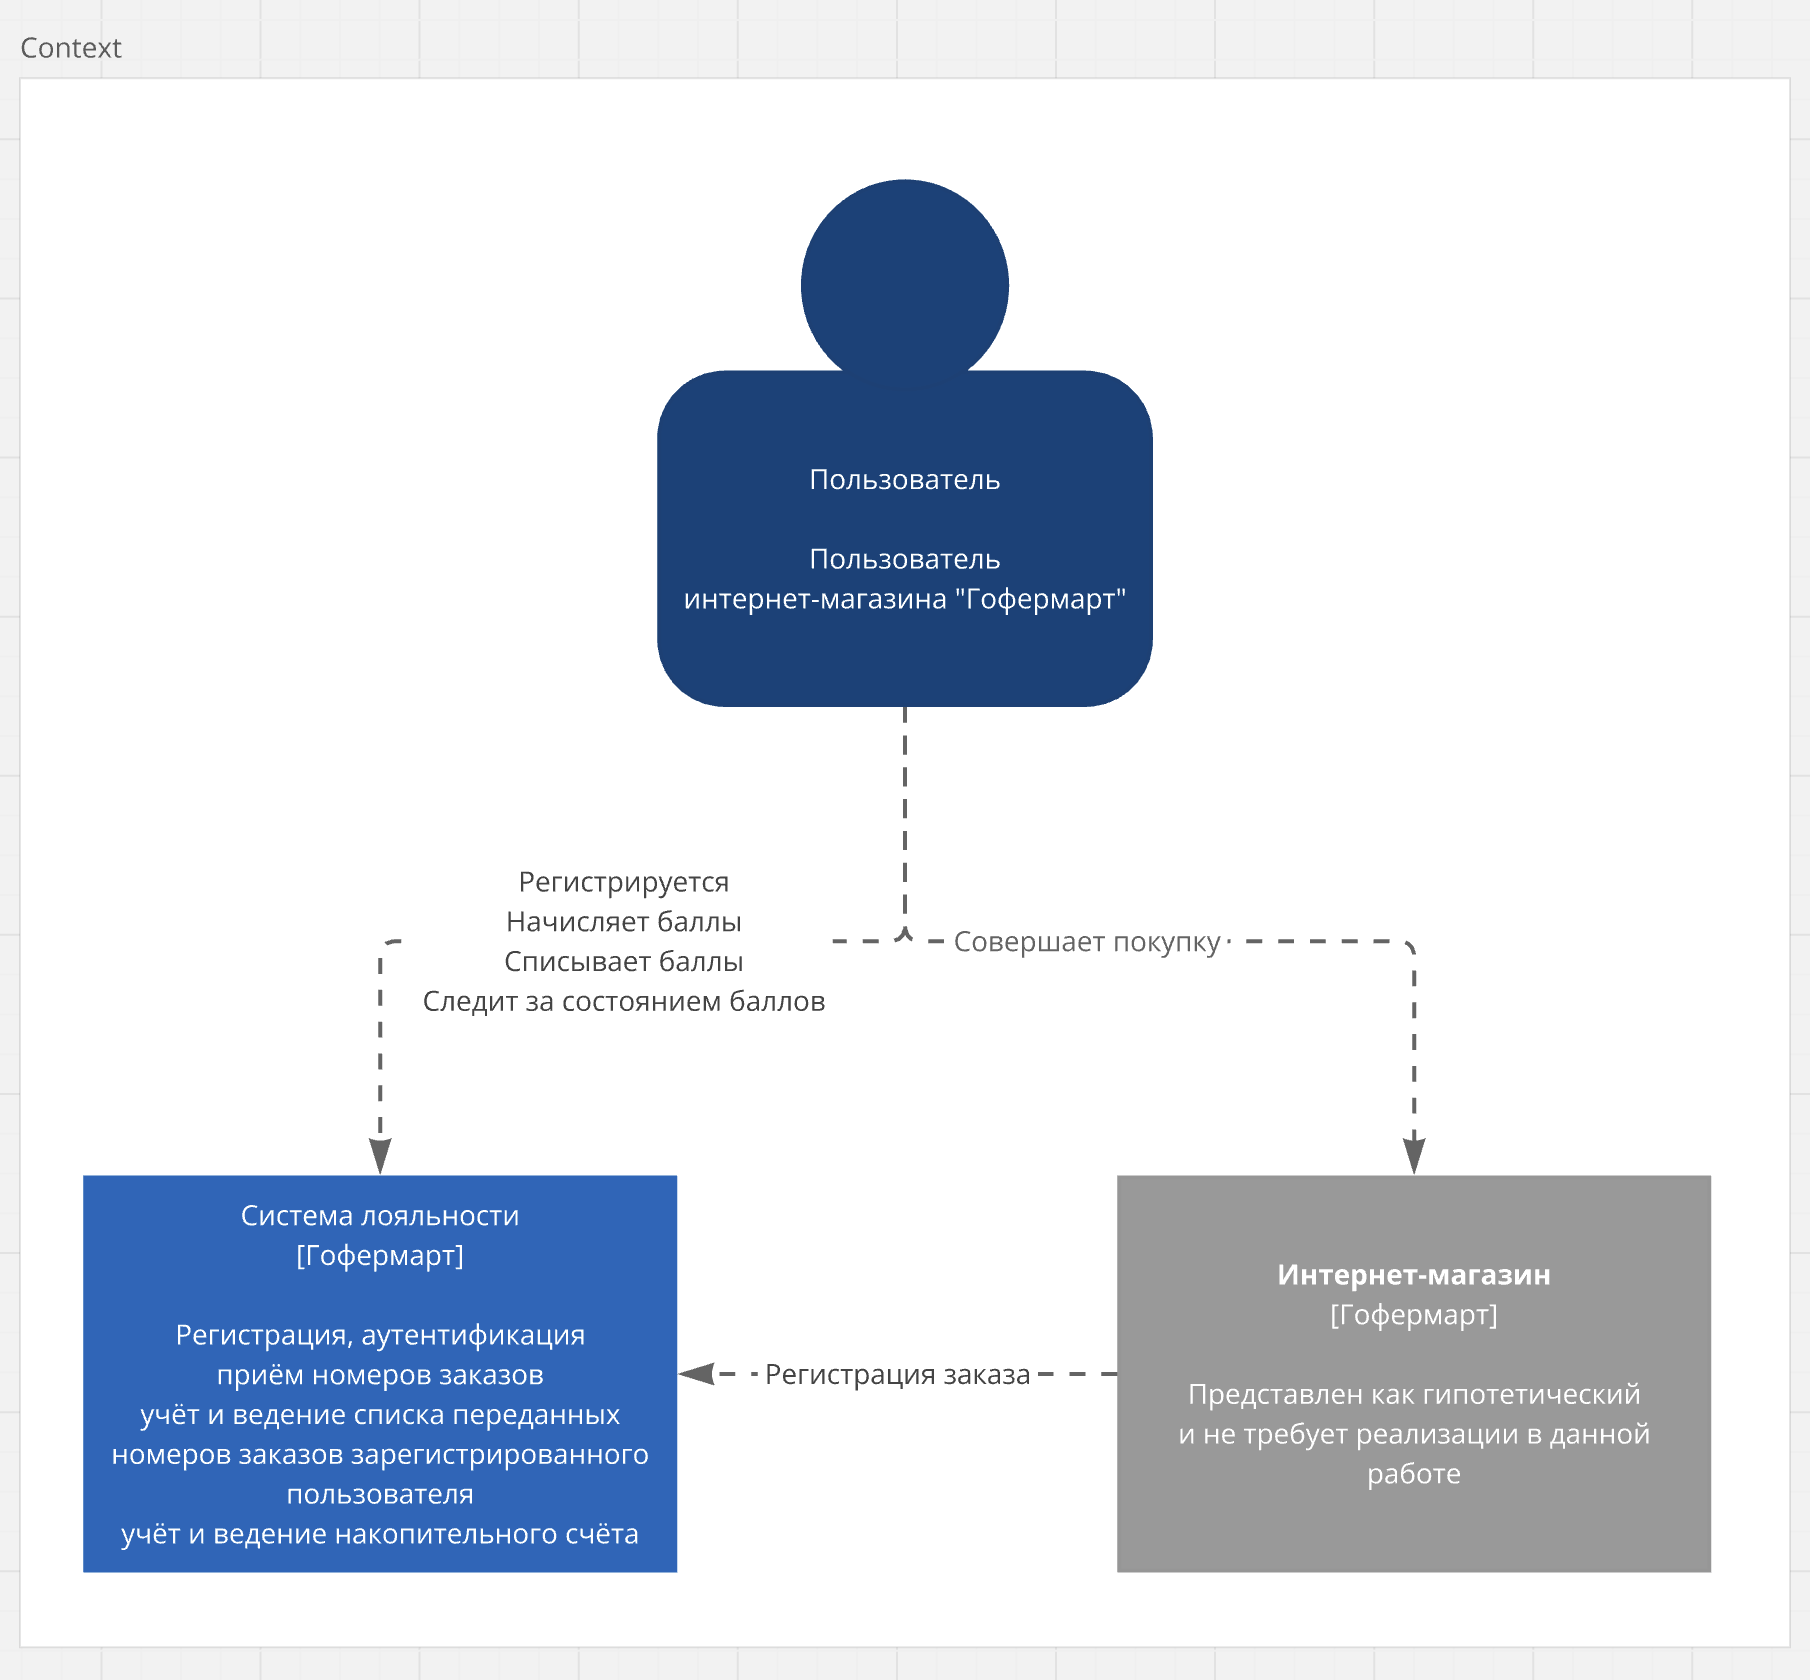 Context
Пользователь
Пользователь
интернет-магазина "Гофермарт"
Регистрируется
Начисляет баллы
Списывает баллы
Следит за состоянием баллов
Совершает покупку
Система лояльности
[Гофермарт]
Регистрация, аутентификация
приём номеров заказов
учёт и ведение списка переданных
номеров заказов зарегистрированного
пользователя
учёт и ведение накопительного счёта
Регистрация заказа
Интернет-магазин
[Гофермарт]
Представлен как гипотетический
и не требует реализации в данной
работе